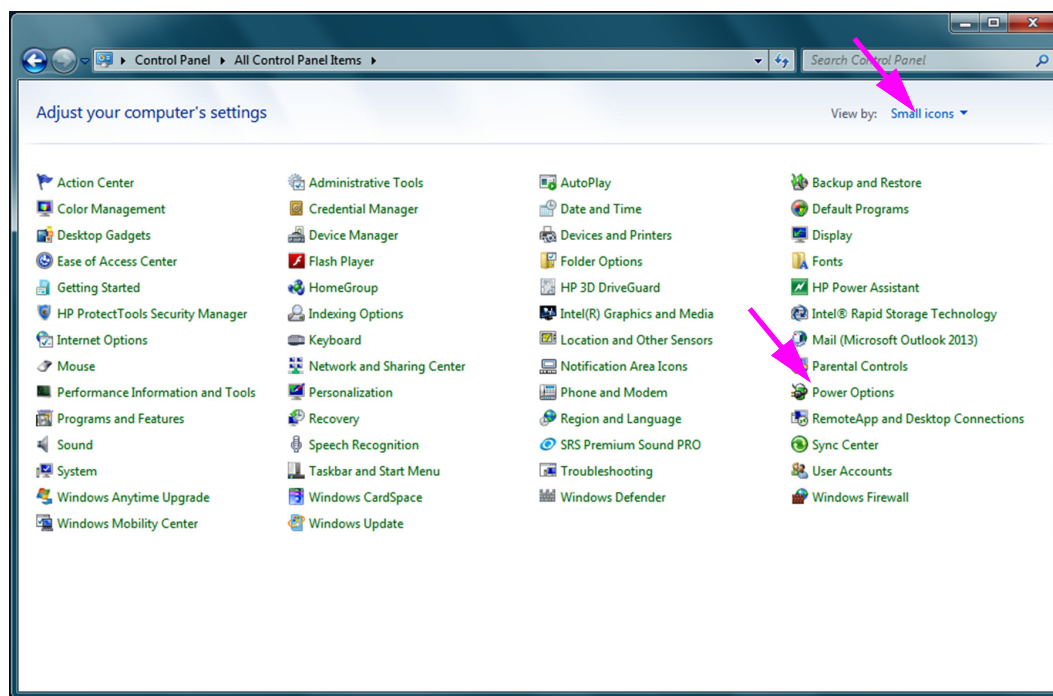 Control Panel All Control Panel Items Search Control Panel
Adjust your computer's settings View by: Small icons
Action Center Administrative Tools AutoPlay Backup and Restore
Color Management Credential Manager Date and Time Default Programs
Desktop Gadgets Device Manager Devices and Printers Display
Ease of Access Center Flash Player Folder Options Fonts
Getting Started HomeGroup HP 3D DriveGuard HP Power Assistant
HP ProtectTools Security Manager Indexing Options Intel(R) Graphics and Media Intel® Rapid Storage Technology
Internet Options Keyboard Location and Other Sensors Mail (Microsoft Outlook 2013)
Mouse Network and Sharing Center Notification Area Icons Parental Controls
Performance Information and Tools Personalization Phone and Modem Power Options
Programs and Features Recovery Region and Language RemoteApp and Desktop Connections
Sound Speech Recognition SRS Premium Sound PRO Sync Center
System Taskbar and Start Menu Troubleshooting User Accounts
Windows Anytime Upgrade Windows CardSpace Windows Defender Windows Firewall
Windows Mobility Center Windows Update